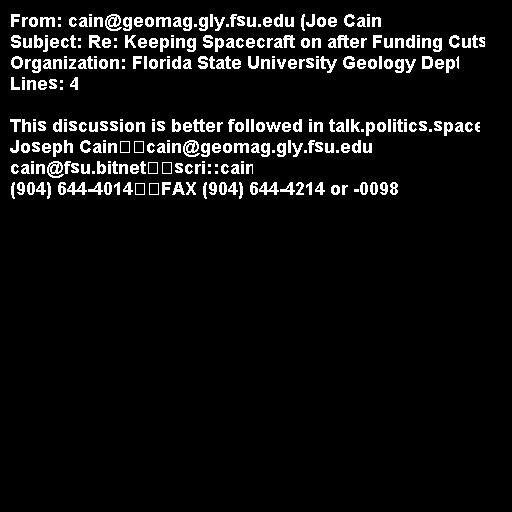 From: cain@geomag.gly.fsu.edu (Joe Cain
Subject: Re: Keeping Spacecraft on after Funding Cuts
Organization: Florida State University Geology Dept
Lines: 4

This discussion is better followed in talk.politics.space
Joseph Cain□□cain@geomag.gly.fsu.edu
cain@fsu.bitnet□□scri::cain
(904) 644-4014□□FAX (904) 644-4214 or -0098